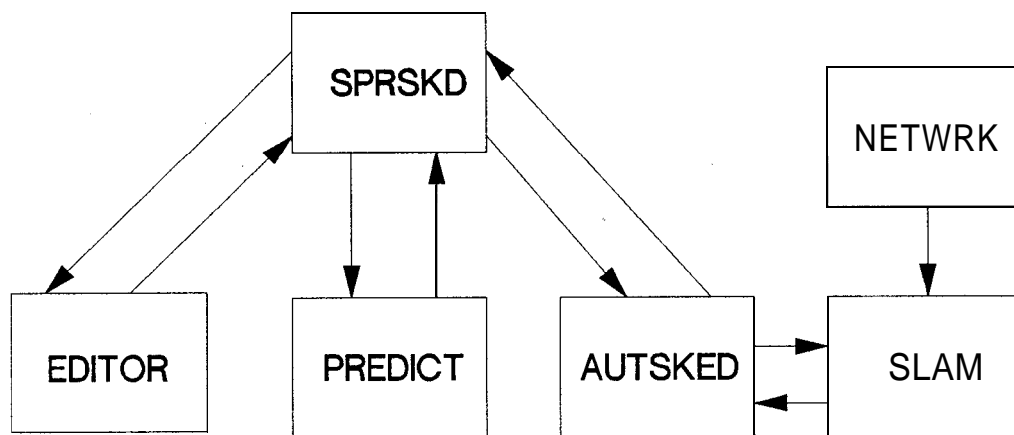 SPRSKD
NETWRK
EDITOR
PREDICT
AUTSKED
SLAM